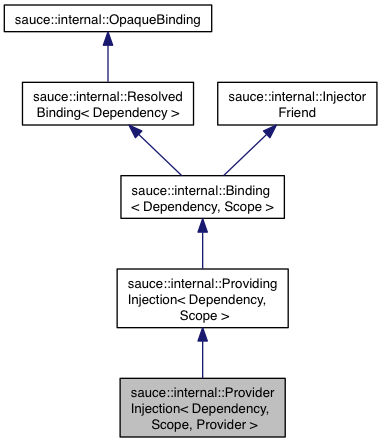 sauce::internal::OpaqueBinding
sauce::internal::Resolved
Binding< Dependency >
sauce::internal::Injector
Friend
sauce::internal::Binding
< Dependency, Scope >
sauce::internal::Providing
Injection< Dependency,
Scope >
sauce::internal::Provider
Injection< Dependency,
Scope, Provider >